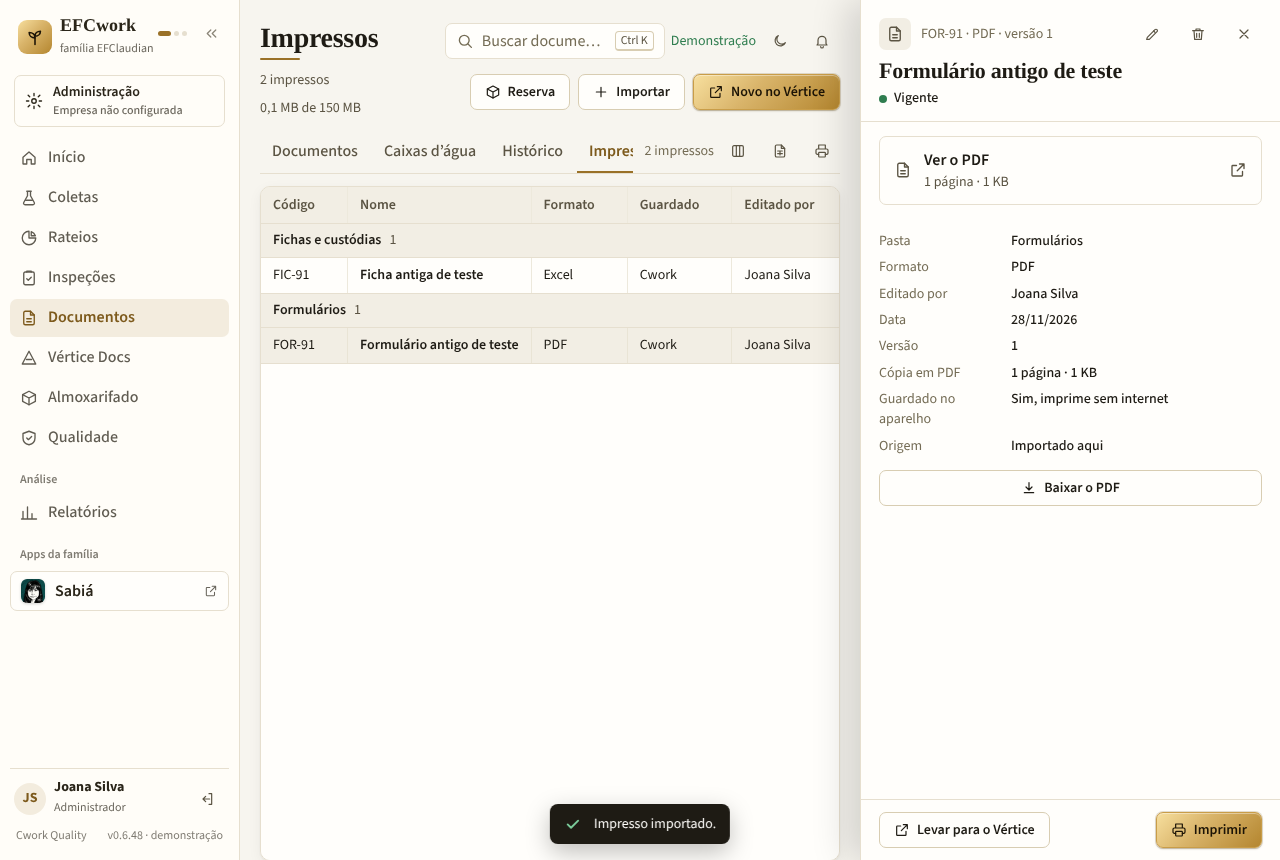 EFCwork
família EFClaudian
Administração
Empresa não configurada
Início
Coletas
Rateios
Inspeções
Documentos
Vértice Docs
Almoxarifado
Qualidade
Análise
Relatórios
Apps da família
Sabiá
JS
Joana Silva
Administrador
Cwork Quality
v0.6.48 · demonstração
Impressos
Buscar docume…
Ctrl K
Demonstração
2 impressos
0,1 MB de 150 MB
Reserva
Importar
Novo no Vértice
Documentos
Caixas d’água
Histórico
Impres
2 impressos
Código Nome Formato Guardado Editado por
Fichas e custódias 1
FIC-91 Ficha antiga de teste Excel Cwork Joana Silva
Formulários 1
FOR-91 Formulário antigo de teste PDF Cwork Joana Silva
Impresso importado.
FOR-91 · PDF · versão 1
Formulário antigo de teste
Vigente
Ver o PDF
1 página · 1 KB
Pasta Formulários
Formato PDF
Editado por Joana Silva
Data 28/11/2026
Versão 1
Cópia em PDF 1 página · 1 KB
Guardado no Sim, imprime sem internet
aparelho
Origem Importado aqui
Baixar o PDF
Levar para o Vértice
Imprimir